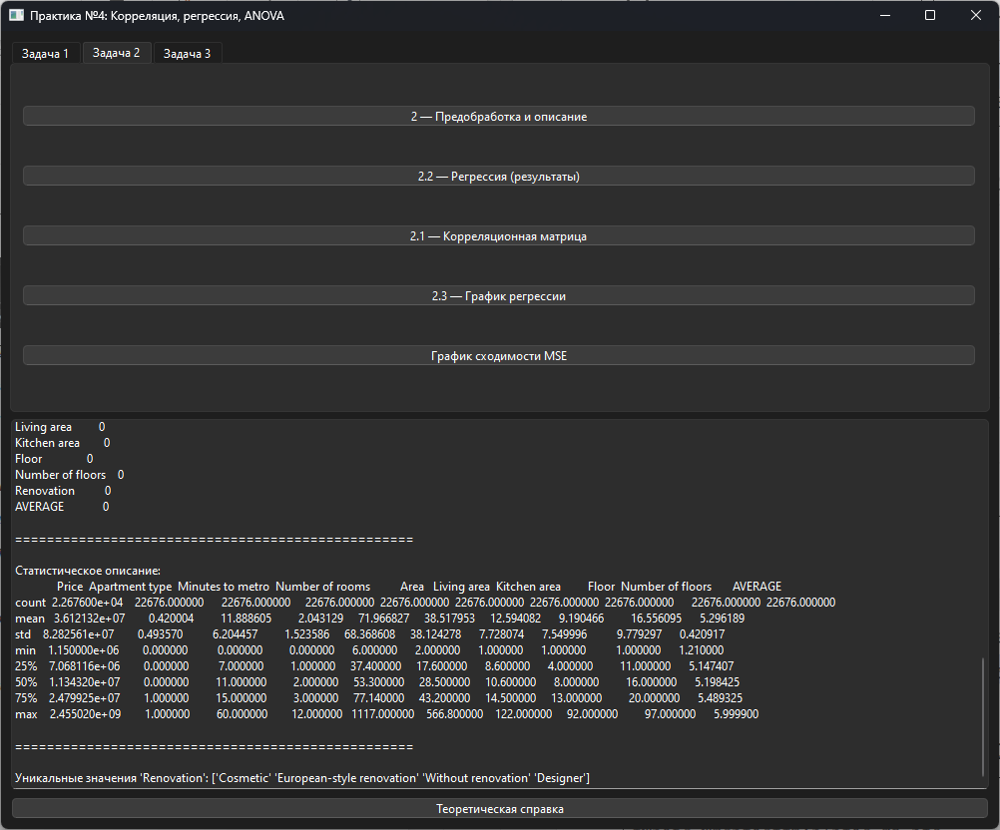 Практика №4: Корреляция, регрессия, ANOVA
Задача 1 Задача 2 Задача 3
2 — Предобработка и описание
2.2 — Регрессия (результаты)
2.1 — Корреляционная матрица
2.3 — График регрессии
График сходимости MSE
Living area 0
Kitchen area 0
Floor 0
Number of floors 0
Renovation 0
AVERAGE 0
==================================================
Статистическое описание:
Price Apartment type Minutes to metro Number of rooms Area Living area Kitchen area Floor Number of floors AVERAGE
count 2.267600e+04 22676.000000 22676.000000 22676.000000 22676.000000 22676.000000 22676.000000 22676.000000 22676.000000 22676.000000
mean 3.612132e+07 0.420004 11.888605 2.043129 71.966827 38.517953 12.594082 9.190466 16.556095 5.296189
std 8.282561e+07 0.493570 6.204457 1.523586 68.368608 38.124278 7.728074 7.549996 9.779297 0.420917
min 1.150000e+06 0.000000 0.000000 0.000000 6.000000 2.000000 1.000000 1.000000 1.000000 1.210000
25% 7.068116e+06 0.000000 7.000000 1.000000 37.400000 17.600000 8.600000 4.000000 11.000000 5.147407
50% 1.134320e+07 0.000000 11.000000 2.000000 53.300000 28.500000 10.600000 8.000000 16.000000 5.198425
75% 2.479925e+07 1.000000 15.000000 3.000000 77.140000 43.200000 14.500000 13.000000 20.000000 5.489325
max 2.455020e+09 1.000000 60.000000 12.000000 1117.000000 566.800000 122.000000 92.000000 97.000000 5.999900
==================================================
Уникальные значения 'Renovation': ['Cosmetic' 'European-style renovation' 'Without renovation' 'Designer']
Теоретическая справка